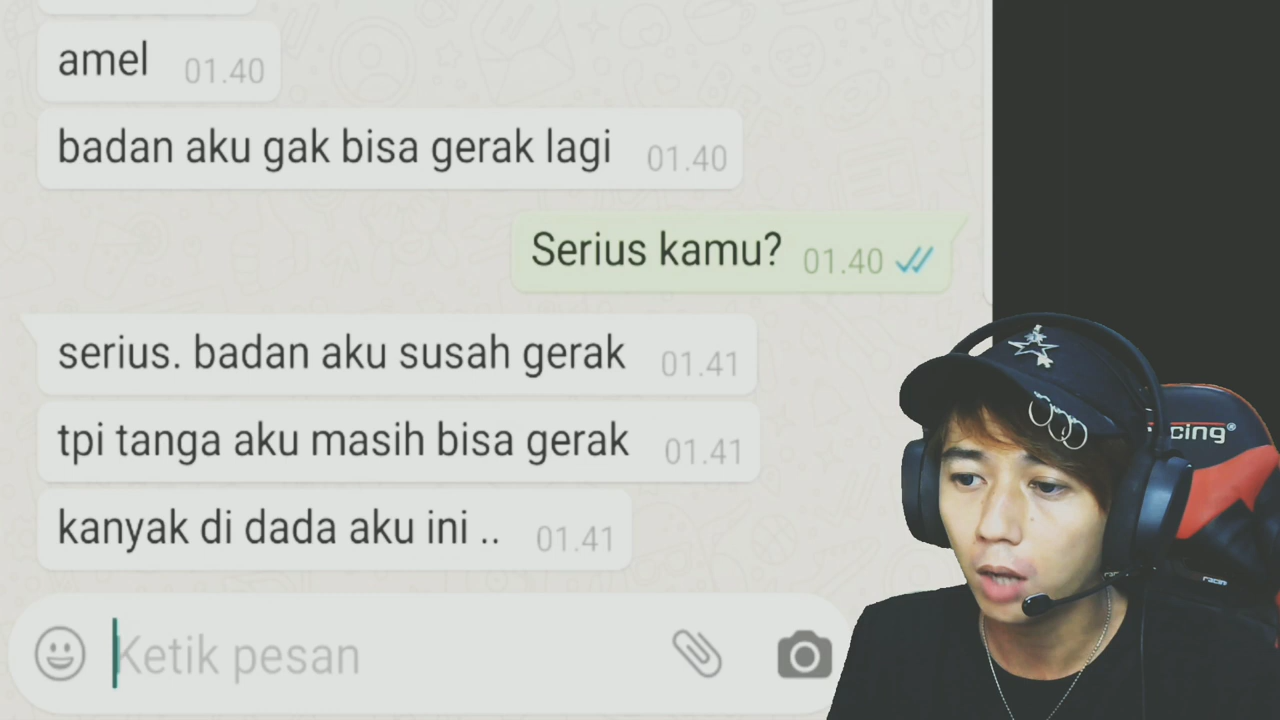 amel 01.40
badan aku gak bisa gerak lagi 01.40
Serius kamu? 01.40
serius. badan aku susah gerak 01.41
tpi tanga aku masih bisa gerak 01.41
kanyak di dada aku ini .. 01.41
Ketik pesan
cing®
racin